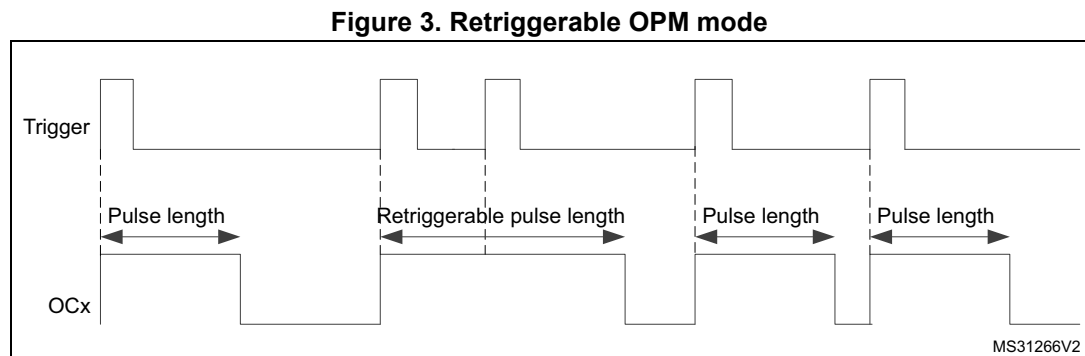 Figure 3. Retriggerable OPM mode
Trigger
Pulse length
Retriggerable pulse length
Pulse length
Pulse length
OCx
MS31266V2